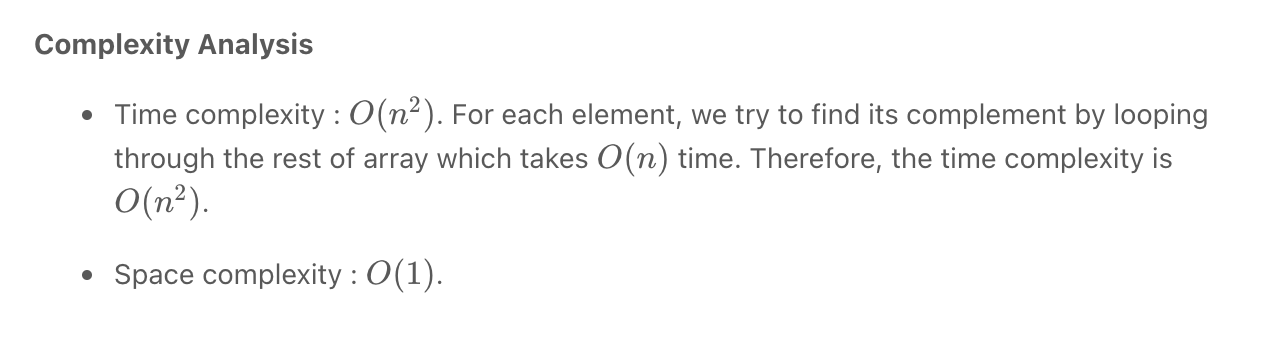 Complexity Analysis
• Time complexity : O(n²). For each element, we try to find its complement by looping
through the rest of array which takes O(n) time. Therefore, the time complexity is
O(n²).
• Space complexity : O(1).